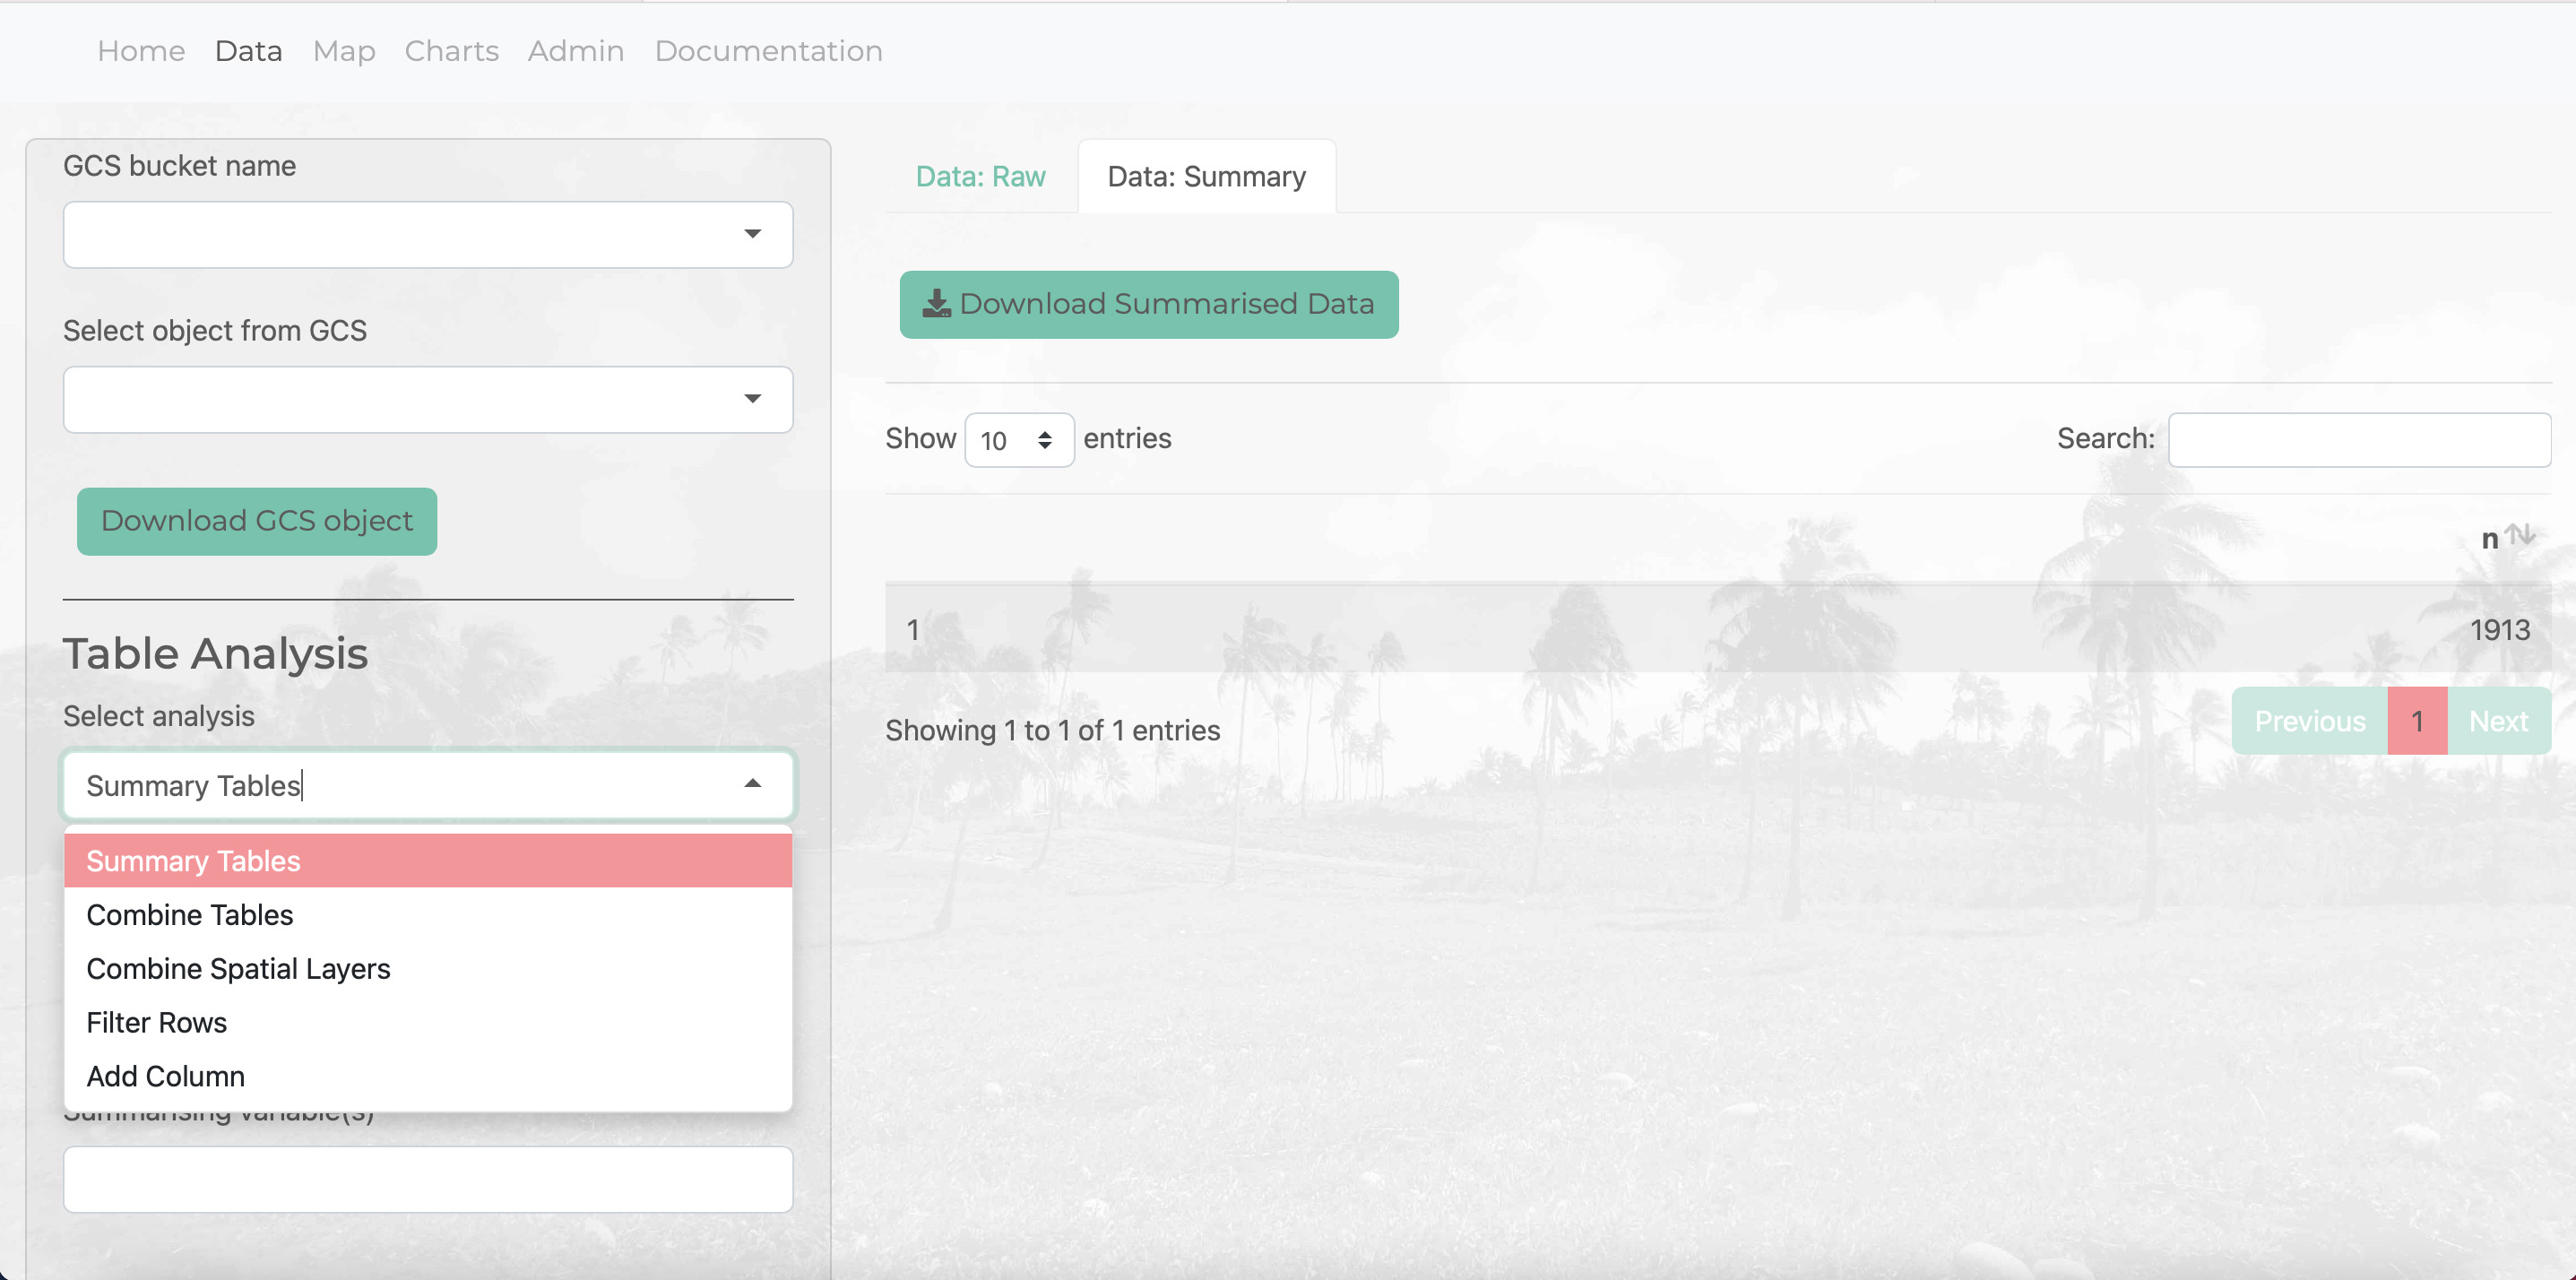 Home Data Map Charts Admin Documentation
GCS bucket name
Select object from GCS
Download GCS object
Table Analysis
Select analysis
Summary Tables
Summary Tables
Combine Tables
Combine Spatial Layers
Filter Rows
Add Column
Summarising variable(s)
Data: Raw Data: Summary
Download Summarised Data
Show 10 entries Search:
n
1 1913
Showing 1 to 1 of 1 entries Previous 1 Next